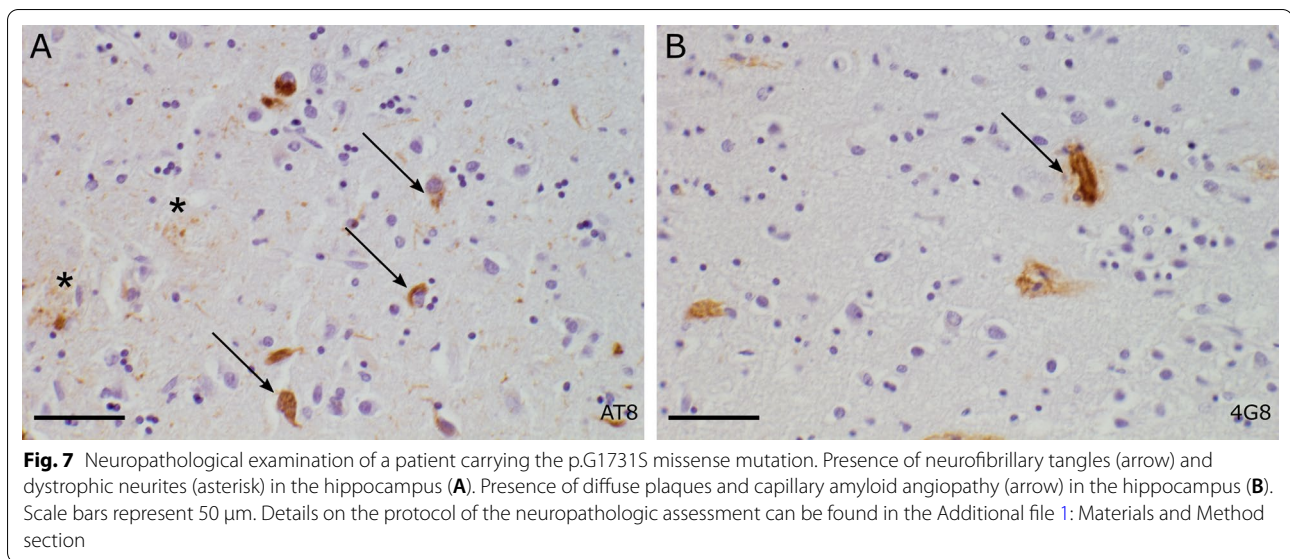 A
B
*
*
AT8
4G8
Fig. 7 Neuropathological examination of a patient carrying the p.G1731S missense mutation. Presence of neurofibrillary tangles (arrow) and
dystrophic neurites (asterisk) in the hippocampus (A). Presence of diffuse plaques and capillary amyloid angiopathy (arrow) in the hippocampus (B).
Scale bars represent 50 µm. Details on the protocol of the neuropathologic assessment can be found in the Additional file 1: Materials and Method
section